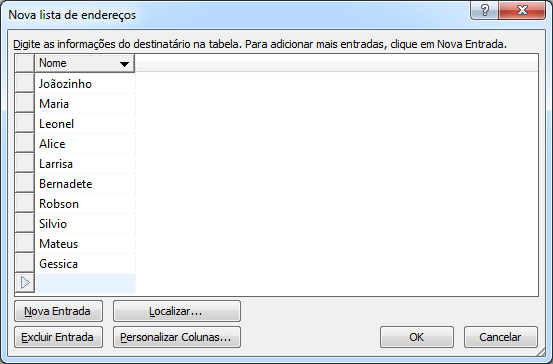 Nova lista de endereços
Digite as informações do destinatário na tabela. Para adicionar mais entradas, clique em Nova Entrada.
Nome
Joãozinho
Maria
Leonel
Alice
Larrisa
Bernadete
Robson
Silvio
Mateus
Gessica
Nova Entrada Localizar...
Excluir Entrada Personalizar Colunas... OK Cancelar